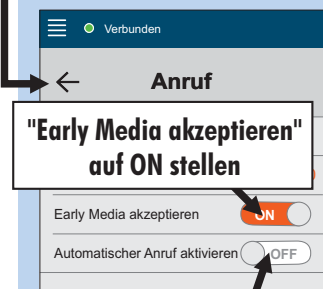 Verbunden
Anruf
"Early Media akzeptieren"
auf ON stellen
Early Media akzeptieren ON
Automatischer Anruf aktivieren OFF